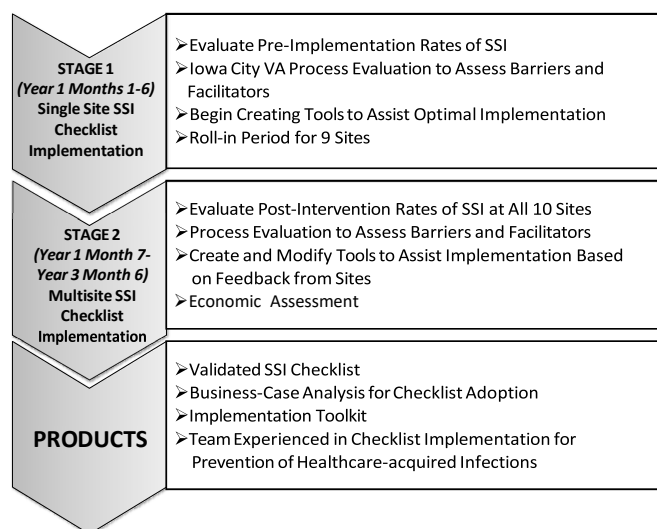 STAGE 1
(Year 1 Months 1-6)
Single Site SSI
Checklist
Implementation
➢Evaluate Pre-Implementation Rates of SSI
➢Iowa City VA Process Evaluation to Assess Barriers and
Facilitators
➢Begin Creating Tools to Assist Optimal Implementation
➢Roll-in Period for 9 Sites
STAGE 2
(Year 1 Month 7-
Year 3 Month 6)
Multisite SSI
Checklist
Implementation
➢Evaluate Post-Intervention Rates of SSI at All 10 Sites
➢Process Evaluation to Assess Barriers and Facilitators
➢Create and Modify Tools to Assist Implementation Based
on Feedback from Sites
➢Economic Assessment
PRODUCTS
➢Validated SSI Checklist
➢Business-Case Analysis for Checklist Adoption
➢Implementation Toolkit
➢Team Experienced in Checklist Implementation for
Prevention of Healthcare-acquired Infections